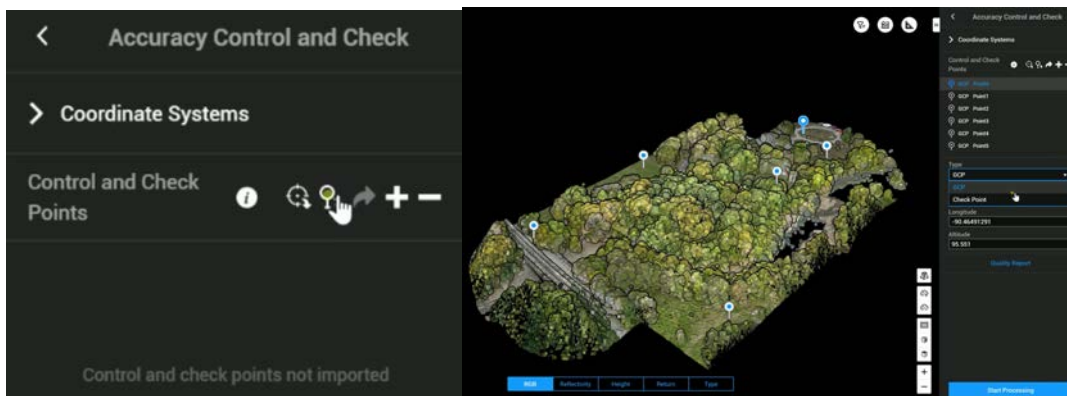 Accuracy Control and Check
Coordinate Systems
Control and Check
Points
Control and check points not imported
Accuracy Control and Check
Coordinate Systems
Control and Check
Points
GCP
GCP Point1
GCP Point2
GCP Point3
GCP Point4
GCP Point5
Type
GCP
GCP
Check Point
Longitude
-90.46491291
Altitude
95.551
Quality Report
RGB Reflectivity Height Return Type
Start Processing